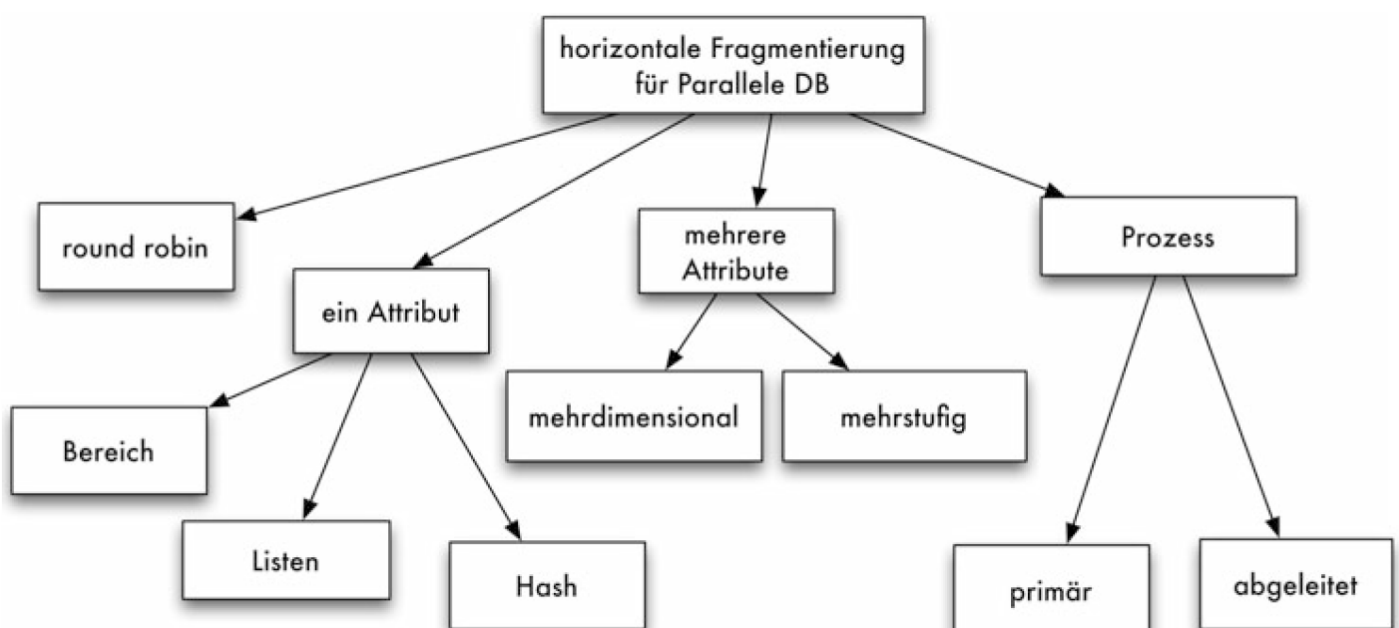 horizontale Fragmentierung
für Parallele DB
round robin
ein Attribut
mehrere
Attribute
Prozess
Bereich
Listen
Hash
mehrdimensional
mehrstufig
primär
abgeleitet